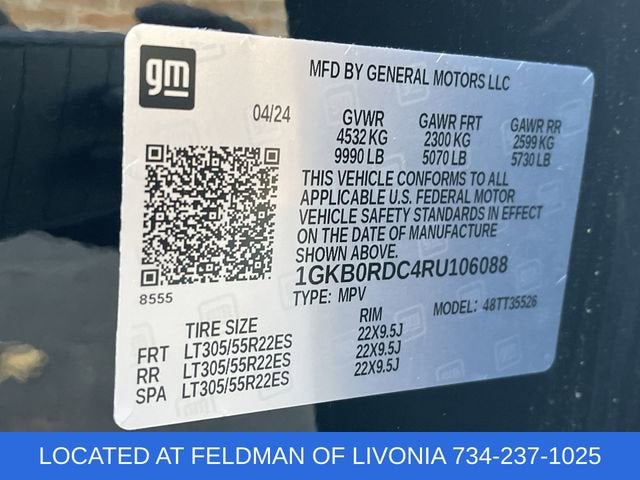 gm
MFD BY GENERAL MOTORS LLC
04/24
GVWR GAWR FRT GAWR RR
4532 KG 2300 KG 2599 KG
9990 LB 5070 LB 5730 LB
THIS VEHICLE CONFORMS TO ALL
APPLICABLE U.S. FEDERAL MOTOR
VEHICLE SAFETY STANDARDS IN EFFECT
ON THE DATE OF MANUFACTURE
SHOWN ABOVE.
1GKB0RDC4RU106088
8555
TYPE: MPV MODEL: 48TT35526
TIRE SIZE RIM
FRT LT305/55R22ES 22X9.5J
RR LT305/55R22ES 22X9.5J
SPA LT305/55R22ES 22X9.5J
LOCATED AT FELDMAN OF LIVONIA 734-237-1025